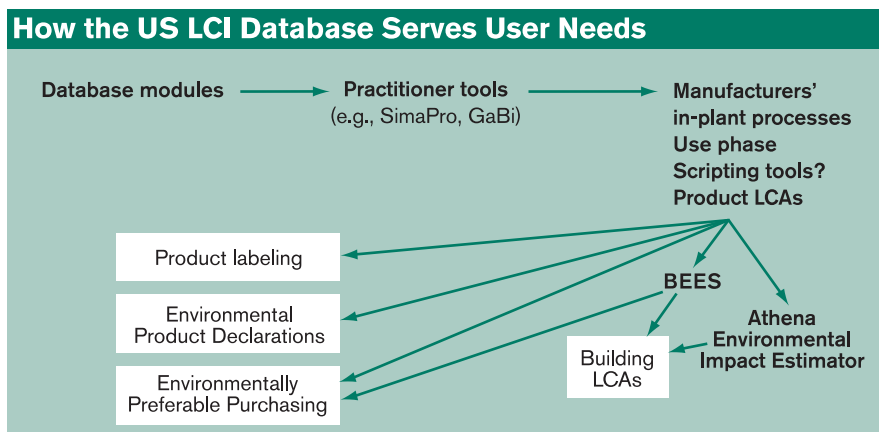 How the US LCI Database Serves User Needs
Database modules
Practitioner tools
(e.g., SimaPro, GaBi)
Manufacturers’
in-plant processes
Use phase
Scripting tools?
Product LCAs
Product labeling
Environmental
Product Declarations
Environmentally
Preferable Purchasing
BEES
Building
LCAs
Athena
Environmental
Impact Estimator